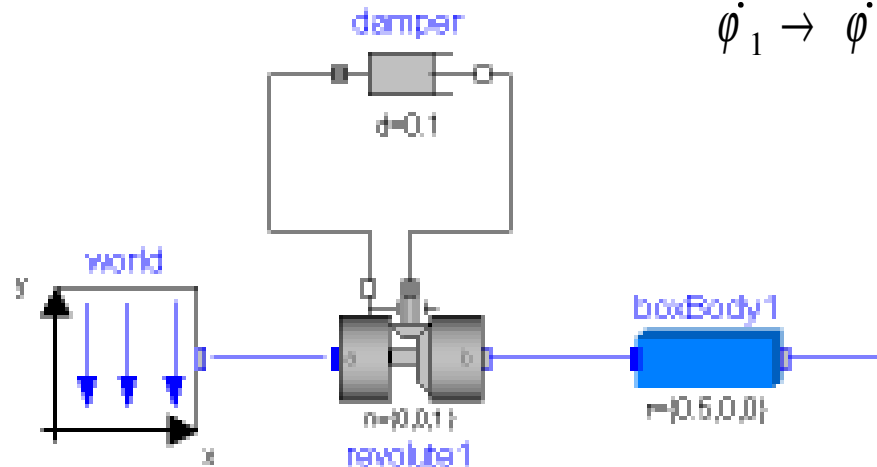 damper
φ̇₁ → φ̇
d=0.1
world
y
x
a
b
n={0,0,1}
revolute1
boxBody1
r={0.5,0,0}